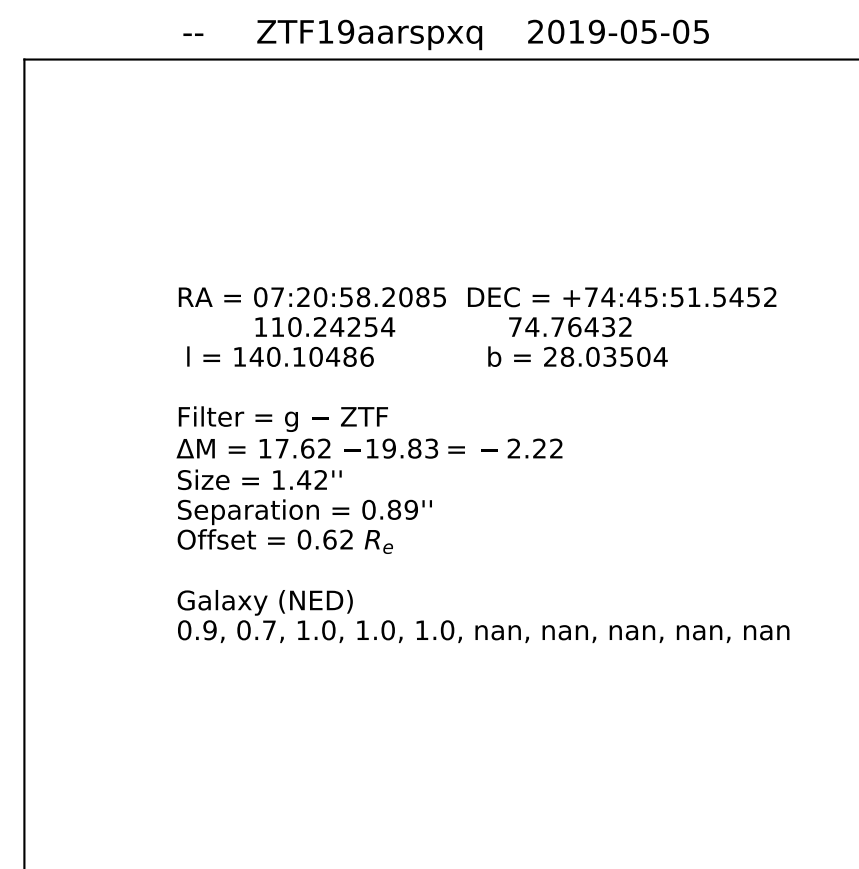 -- ZTF19aarspxq 2019-05-05
RA = 07:20:58.2085 DEC = +74:45:51.5452
110.24254 74.76432
l = 140.10486 b = 28.03504
Filter = g − ZTF
ΔM = 17.62 −19.83 = − 2.22
Size = 1.42''
Separation = 0.89''
Offset = 0.62 Re
Galaxy (NED)
0.9, 0.7, 1.0, 1.0, 1.0, nan, nan, nan, nan, nan